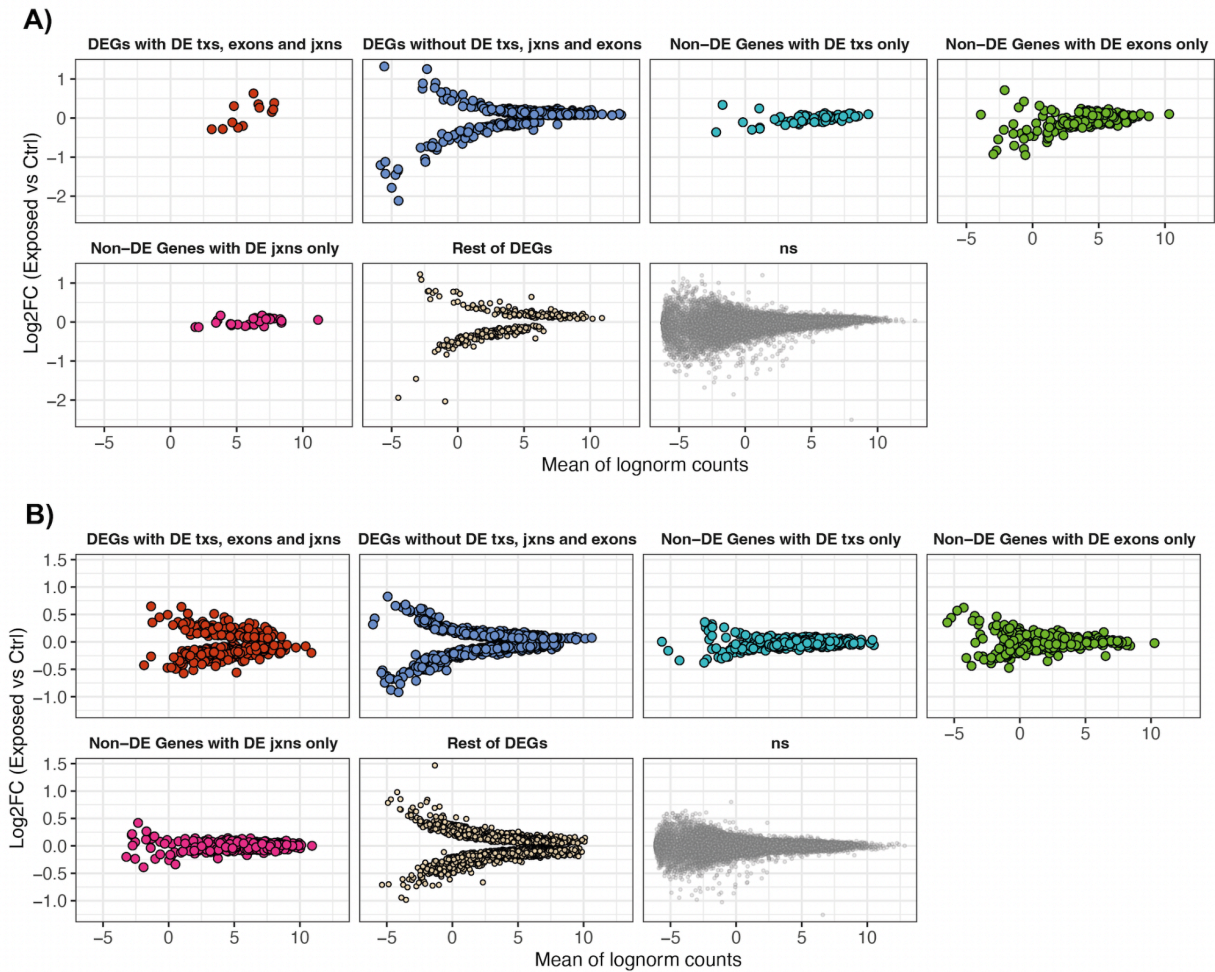 A)
DEGs with DE txs, exons and jxns
DEGs without DE txs, jxns and exons
Non−DE Genes with DE txs only
Non−DE Genes with DE exons only
Log2FC (Exposed vs Ctrl)
1
0
−1
−2
−5 0 5 10
Non−DE Genes with DE jxns only
Rest of DEGs
ns
1
0
−1
−2
−5 0 5 10
−5 0 5 10
−5 0 5 10
Mean of lognorm counts
B)
DEGs with DE txs, exons and jxns
DEGs without DE txs, jxns and exons
Non−DE Genes with DE txs only
Non−DE Genes with DE exons only
Log2FC (Exposed vs Ctrl)
1.5
1.0
0.5
0.0
−0.5
−1.0
−5 0 5 10
Non−DE Genes with DE jxns only
Rest of DEGs
ns
1.5
1.0
0.5
0.0
−0.5
−1.0
−5 0 5 10
−5 0 5 10
−5 0 5 10
Mean of lognorm counts